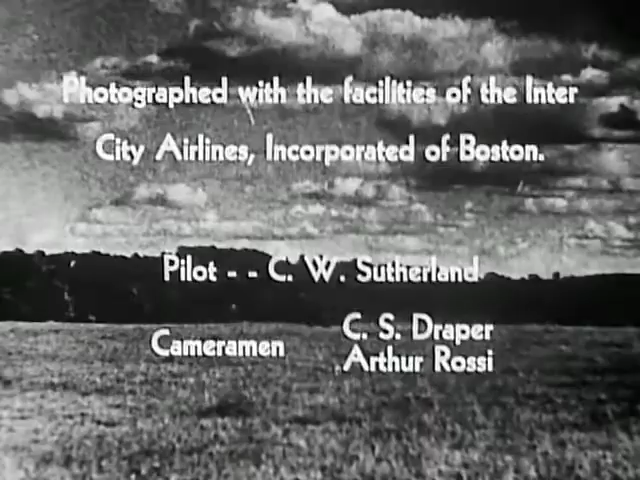 Photographed with the facilities of the Inter
City Airlines, Incorporated of Boston.
Pilot - - C. W. Sutherland
Cameramen
C. S. Draper
Arthur Rossi